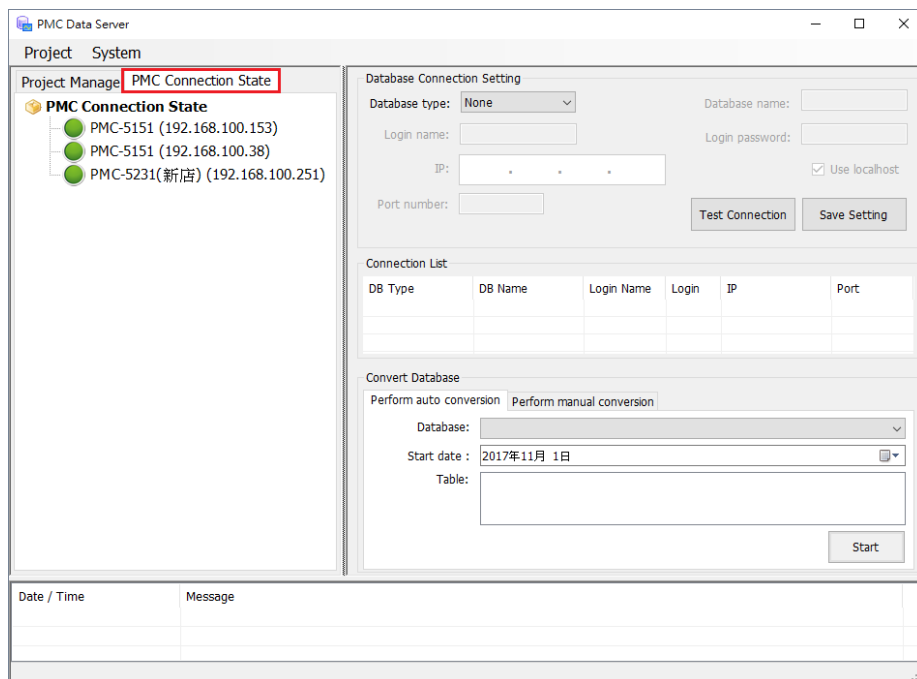 PMC Data Server
Project System
Project Manage PMC Connection State
PMC Connection State
PMC-5151 (192.168.100.153)
PMC-5151 (192.168.100.38)
PMC-5231(新店) (192.168.100.251)
Database Connection Setting
Database type: None Database name:
Login name: Login password:
IP: . . . Use localhost
Port number: Test Connection Save Setting
Connection List
DB Type DB Name Login Name Login IP Port
Convert Database
Perform auto conversion Perform manual conversion
Database:
Start date : 2017年11月 1日
Table:
Start
Date / Time Message